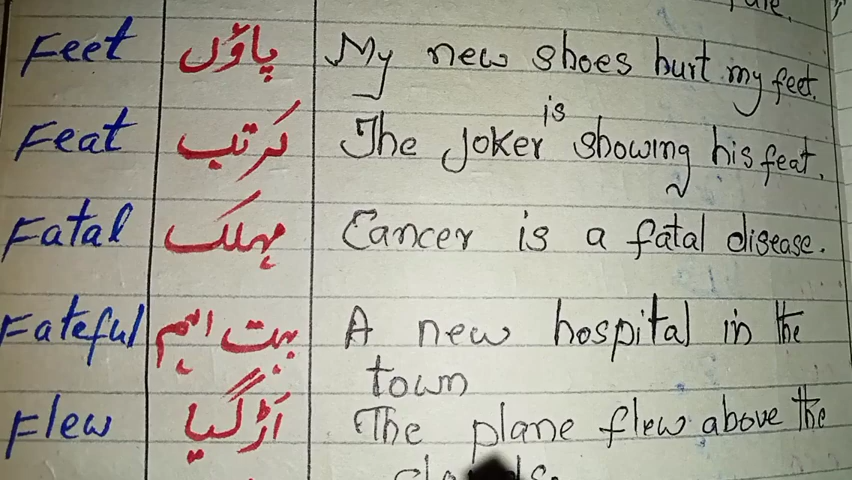 Feet پاؤں My new shoes hurt my feet.
is
Feat کرتب The Joker showing his feat.
Fatal مہلک Cancer is a fatal disease.
Fateful بہت اہم A new hospital in the
town
Flew اُڑ گیا The plane flew above the